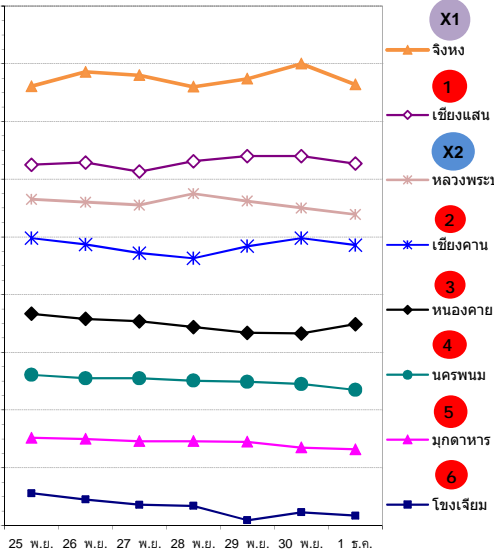 X1
จิงหง
1
เชียงแสน
X2
หลวงพระบ
2
เชียงคาน
3
หนองคาย
4
นครพนม
5
มุกดาหาร
6
โขงเจียม
25 พ.ย. 26 พ.ย. 27 พ.ย. 28 พ.ย. 29 พ.ย. 30 พ.ย. 1 ธ.ค.